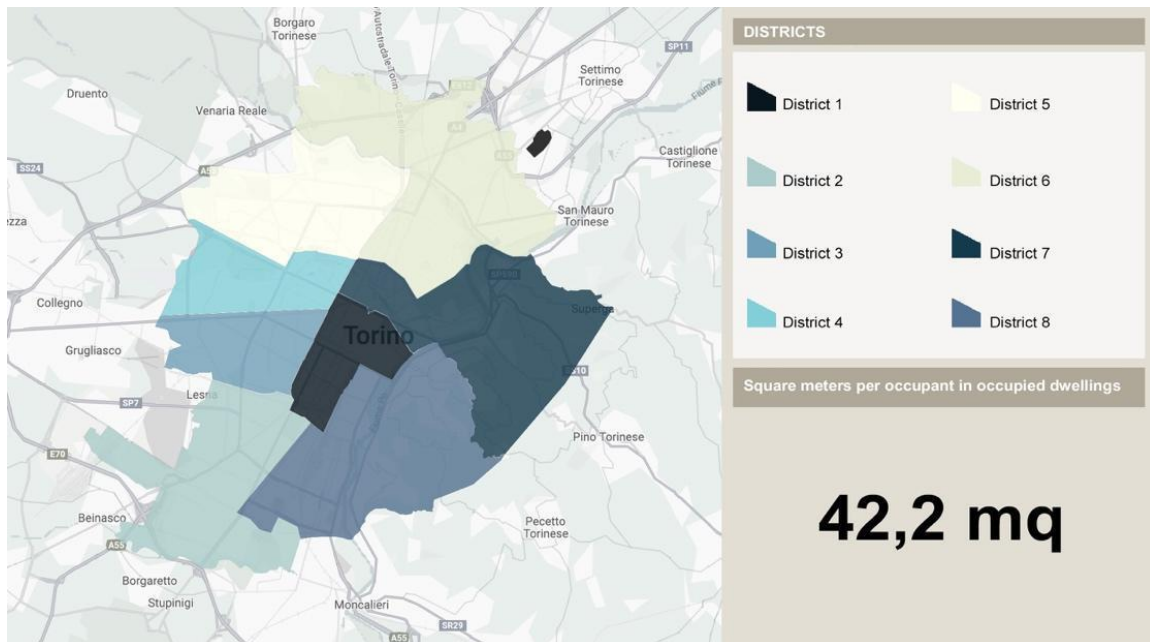 Borgaro
Torinese
SP11
Settimo
Torinese
Druento
Venaria Reale
A4
Castiglione
Torinese
SS24
San Mauro
Torinese
Collegno
Superga
Torino
Grugliasco
Lesna
SP7
Pino Torinese
E70
Beinasco
Pecetto
Torinese
A55
Borgaretto
Stupinigi
Moncalieri
SR29
A55
DISTRICTS
District 1
District 5
District 2
District 6
District 3
District 7
District 4
District 8
Square meters per occupant in occupied dwellings
42,2 mq